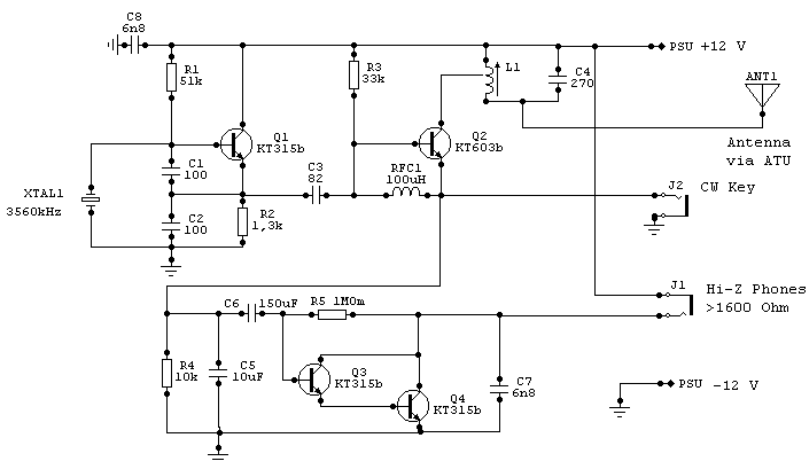 C8
6n8
R1
51k
R3
33k
L1
C4
270
PSU +12 V
ANT1
Antenna
via ATU
Q1
KT315b
Q2
KT603b
C1
100
C3
82
RFC1
100uH
XTAL1
3560kHz
C2
100
R2
1,3k
J2
CW Key
J1
Hi-Z Phones
>1600 Ohm
C6
150uF
R5 1M0m
R4
10k
C5
10uF
Q3
KT315b
Q4
KT315b
C7
6n8
PSU -12 V